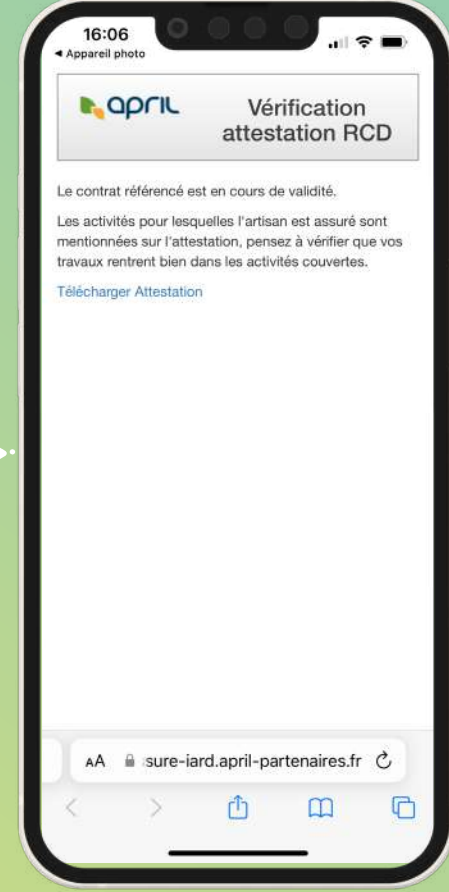 16:06
◄ Appareil photo
april
Vérification
attestation RCD
Le contrat référencé est en cours de validité.
Les activités pour lesquelles l'artisan est assuré sont
mentionnées sur l'attestation, pensez à vérifier que vos
travaux rentrent bien dans les activités couvertes.
Télécharger Attestation
AA sure-iard.april-partenaires.fr